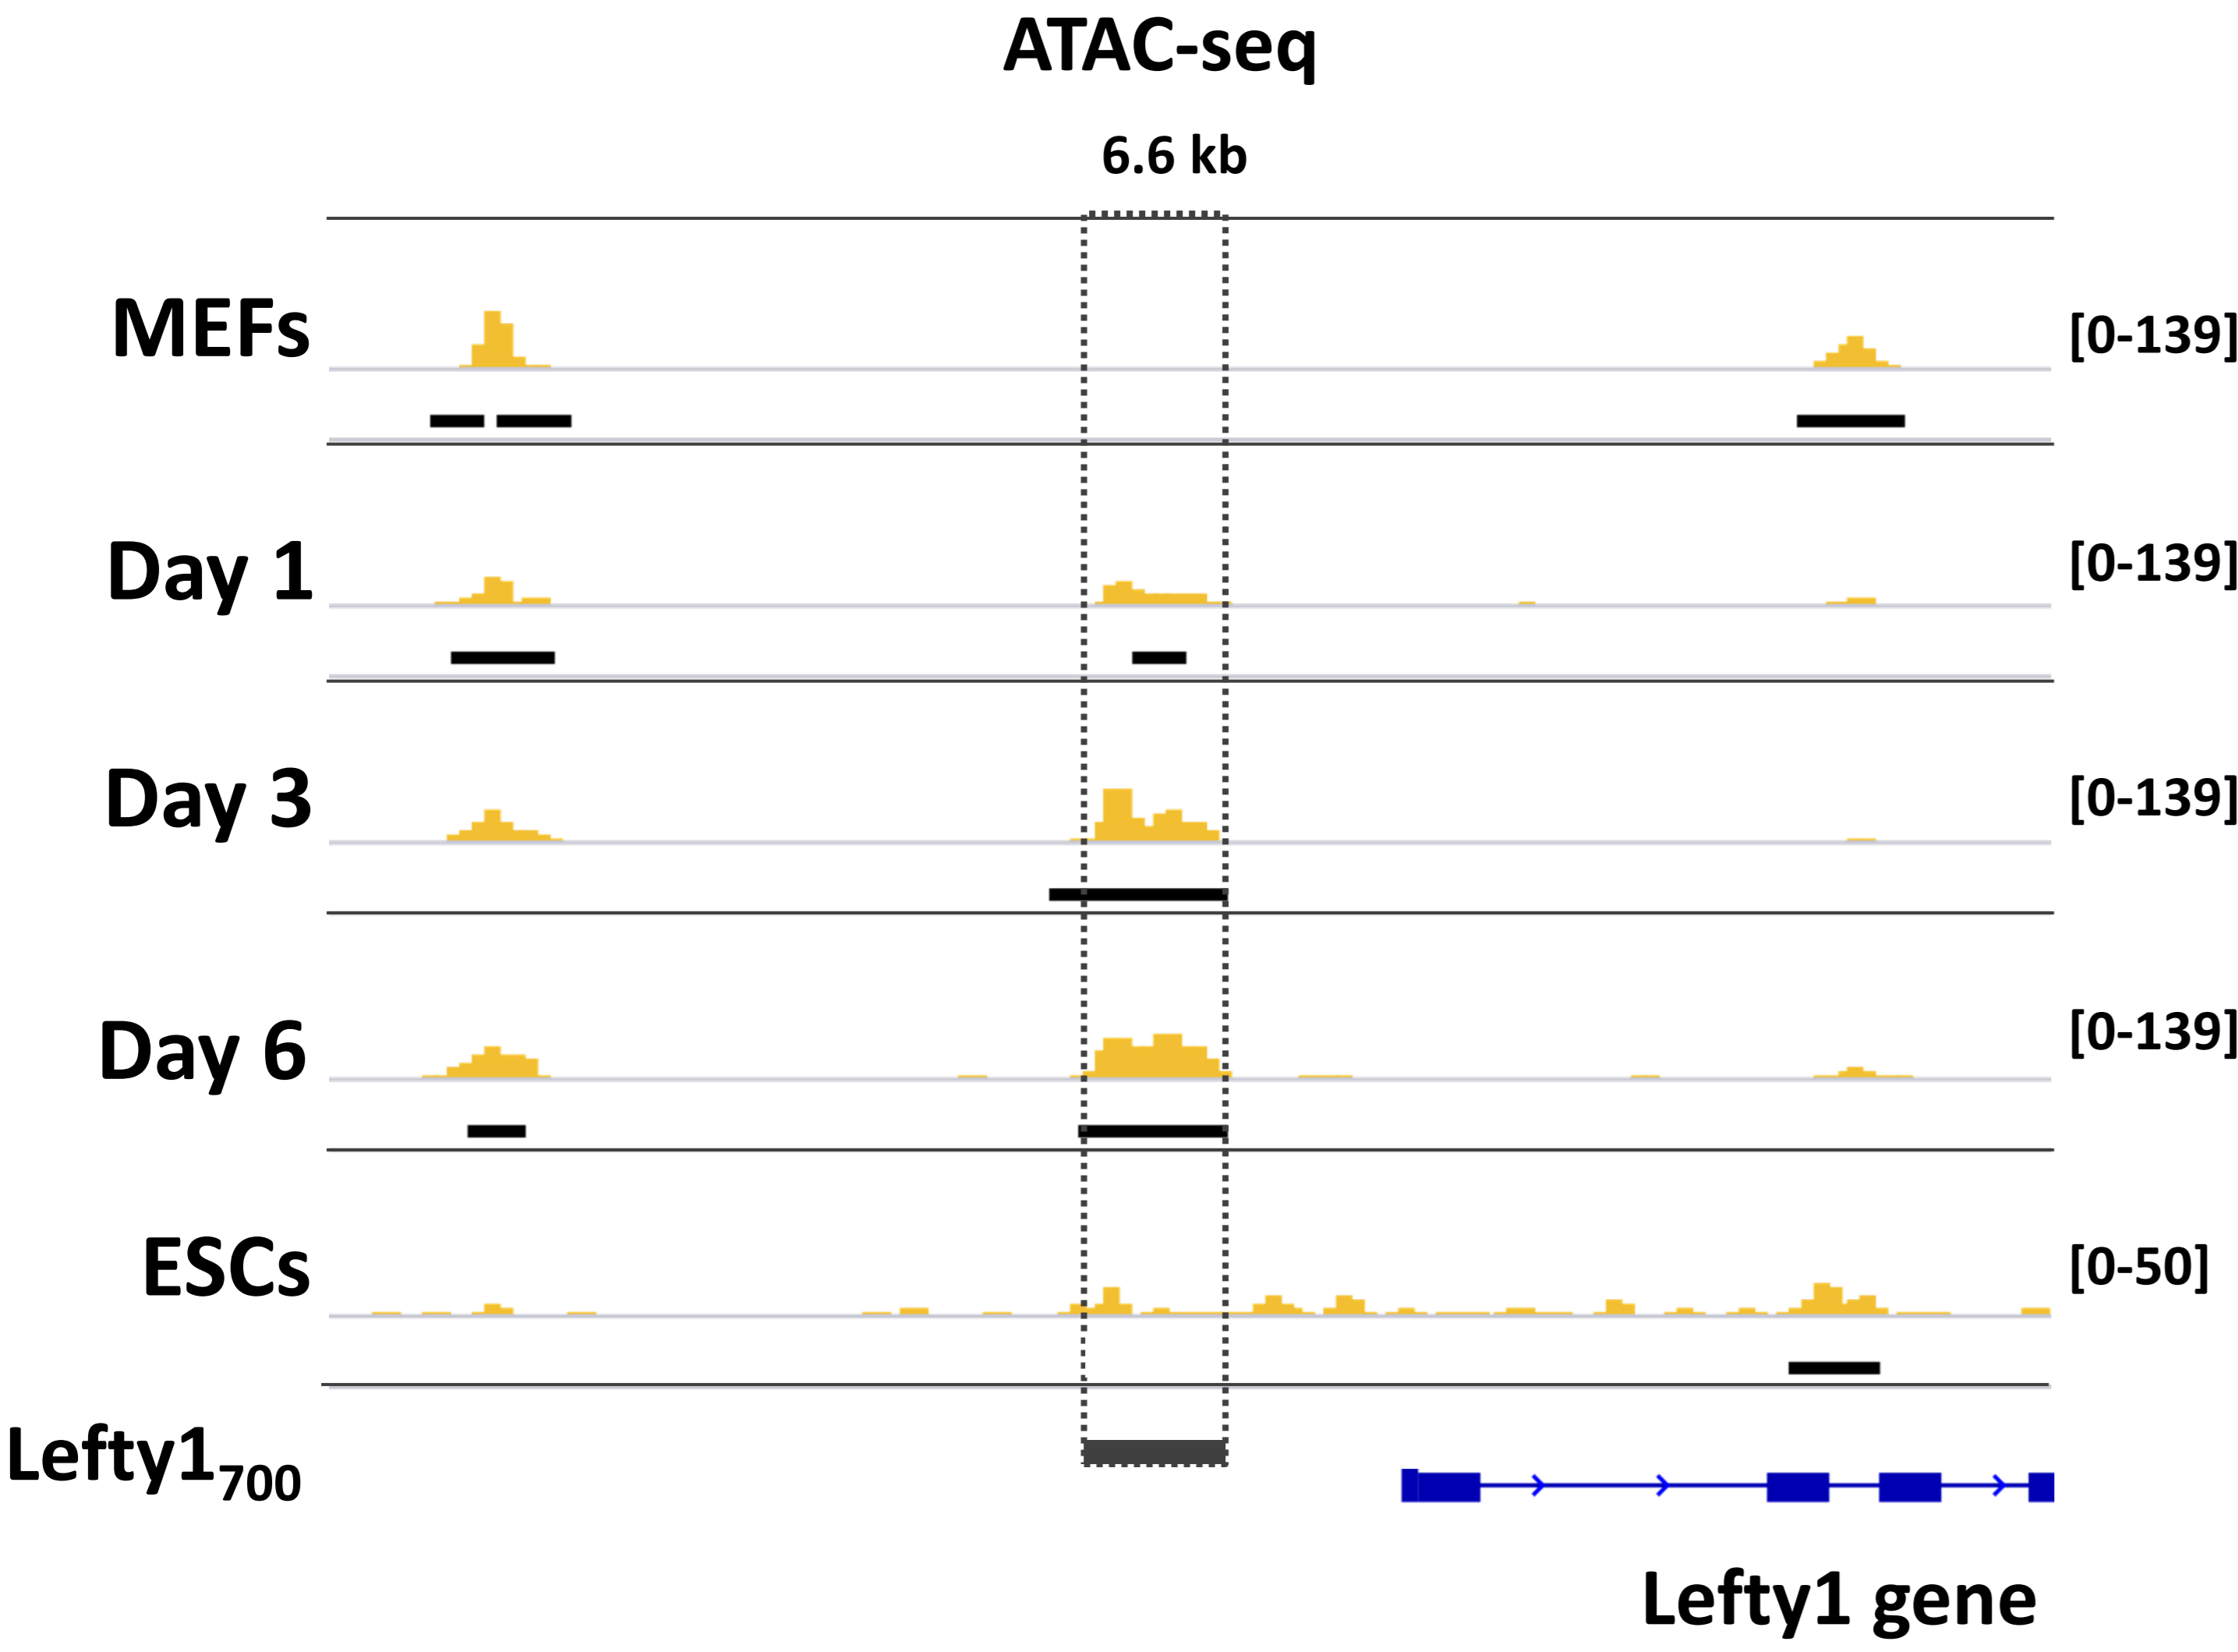 ATAC-seq
6.6 kb
MEFs [0-139]
Day 1 [0-139]
Day 3 [0-139]
Day 6 [0-139]
ESCs [0-50]
Lefty1700
Lefty1 gene